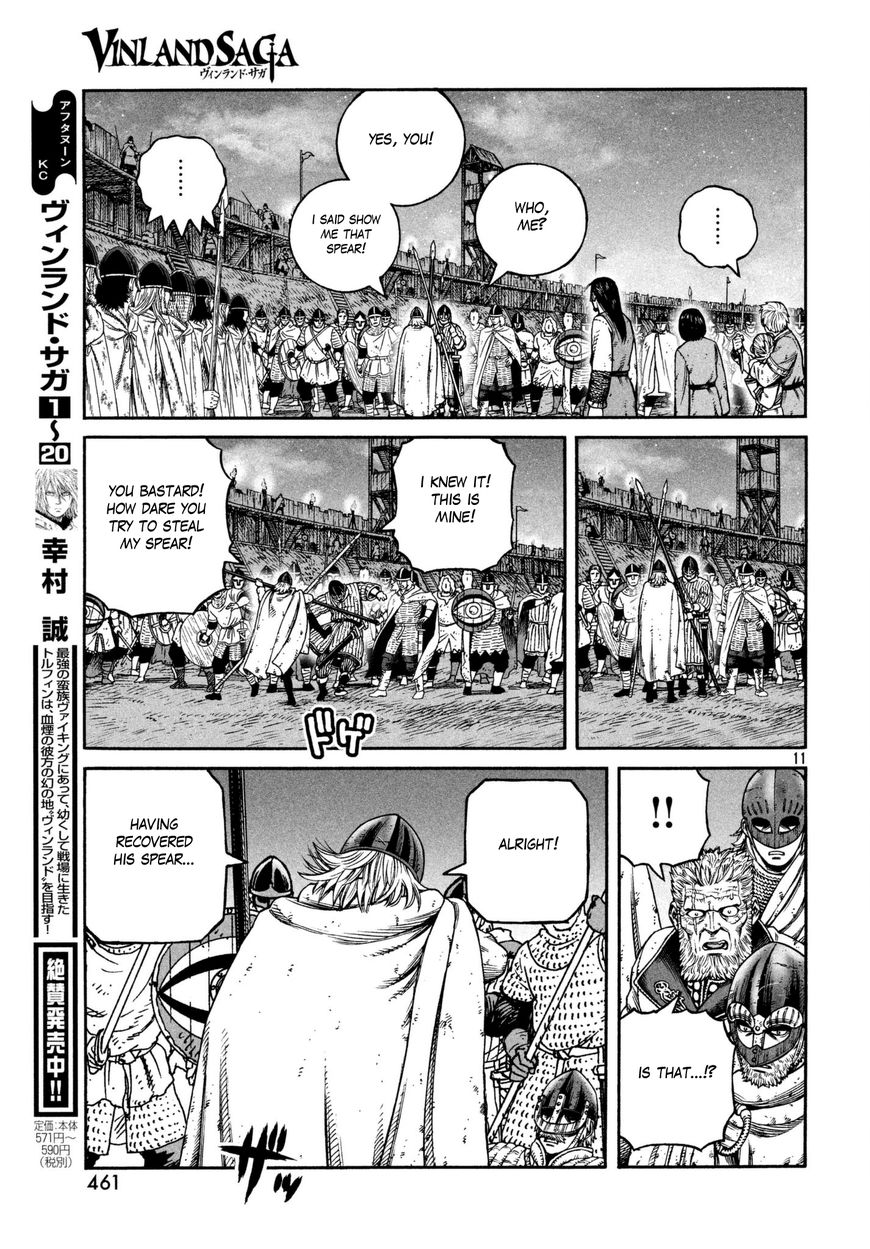 VINLAND SAGA
ヴィンランド・サガ
アフタヌーン
KC
ヴィンランド・サガ
1
〜
20
幸村 誠
最強の蛮族ヴァイキングにあって、幼くして戦場に生きた
トルフィンは、血煙の彼方の幻の地“ヴィンランド”を目指す!
絶賛発売中!!
定価:本体
571円〜
590円
(税別)
……
WHO,
ME?
YES, YOU!
I SAID SHOW
ME THAT
SPEAR!
……
I KNEW IT!
THIS IS
MINE!
YOU BASTARD!
HOW DARE YOU
TRY TO STEAL
MY SPEAR!
ドゲ
11
!!
IS THAT...!?
ALRIGHT!
HAVING
RECOVERED
HIS SPEAR...
ザッ
461